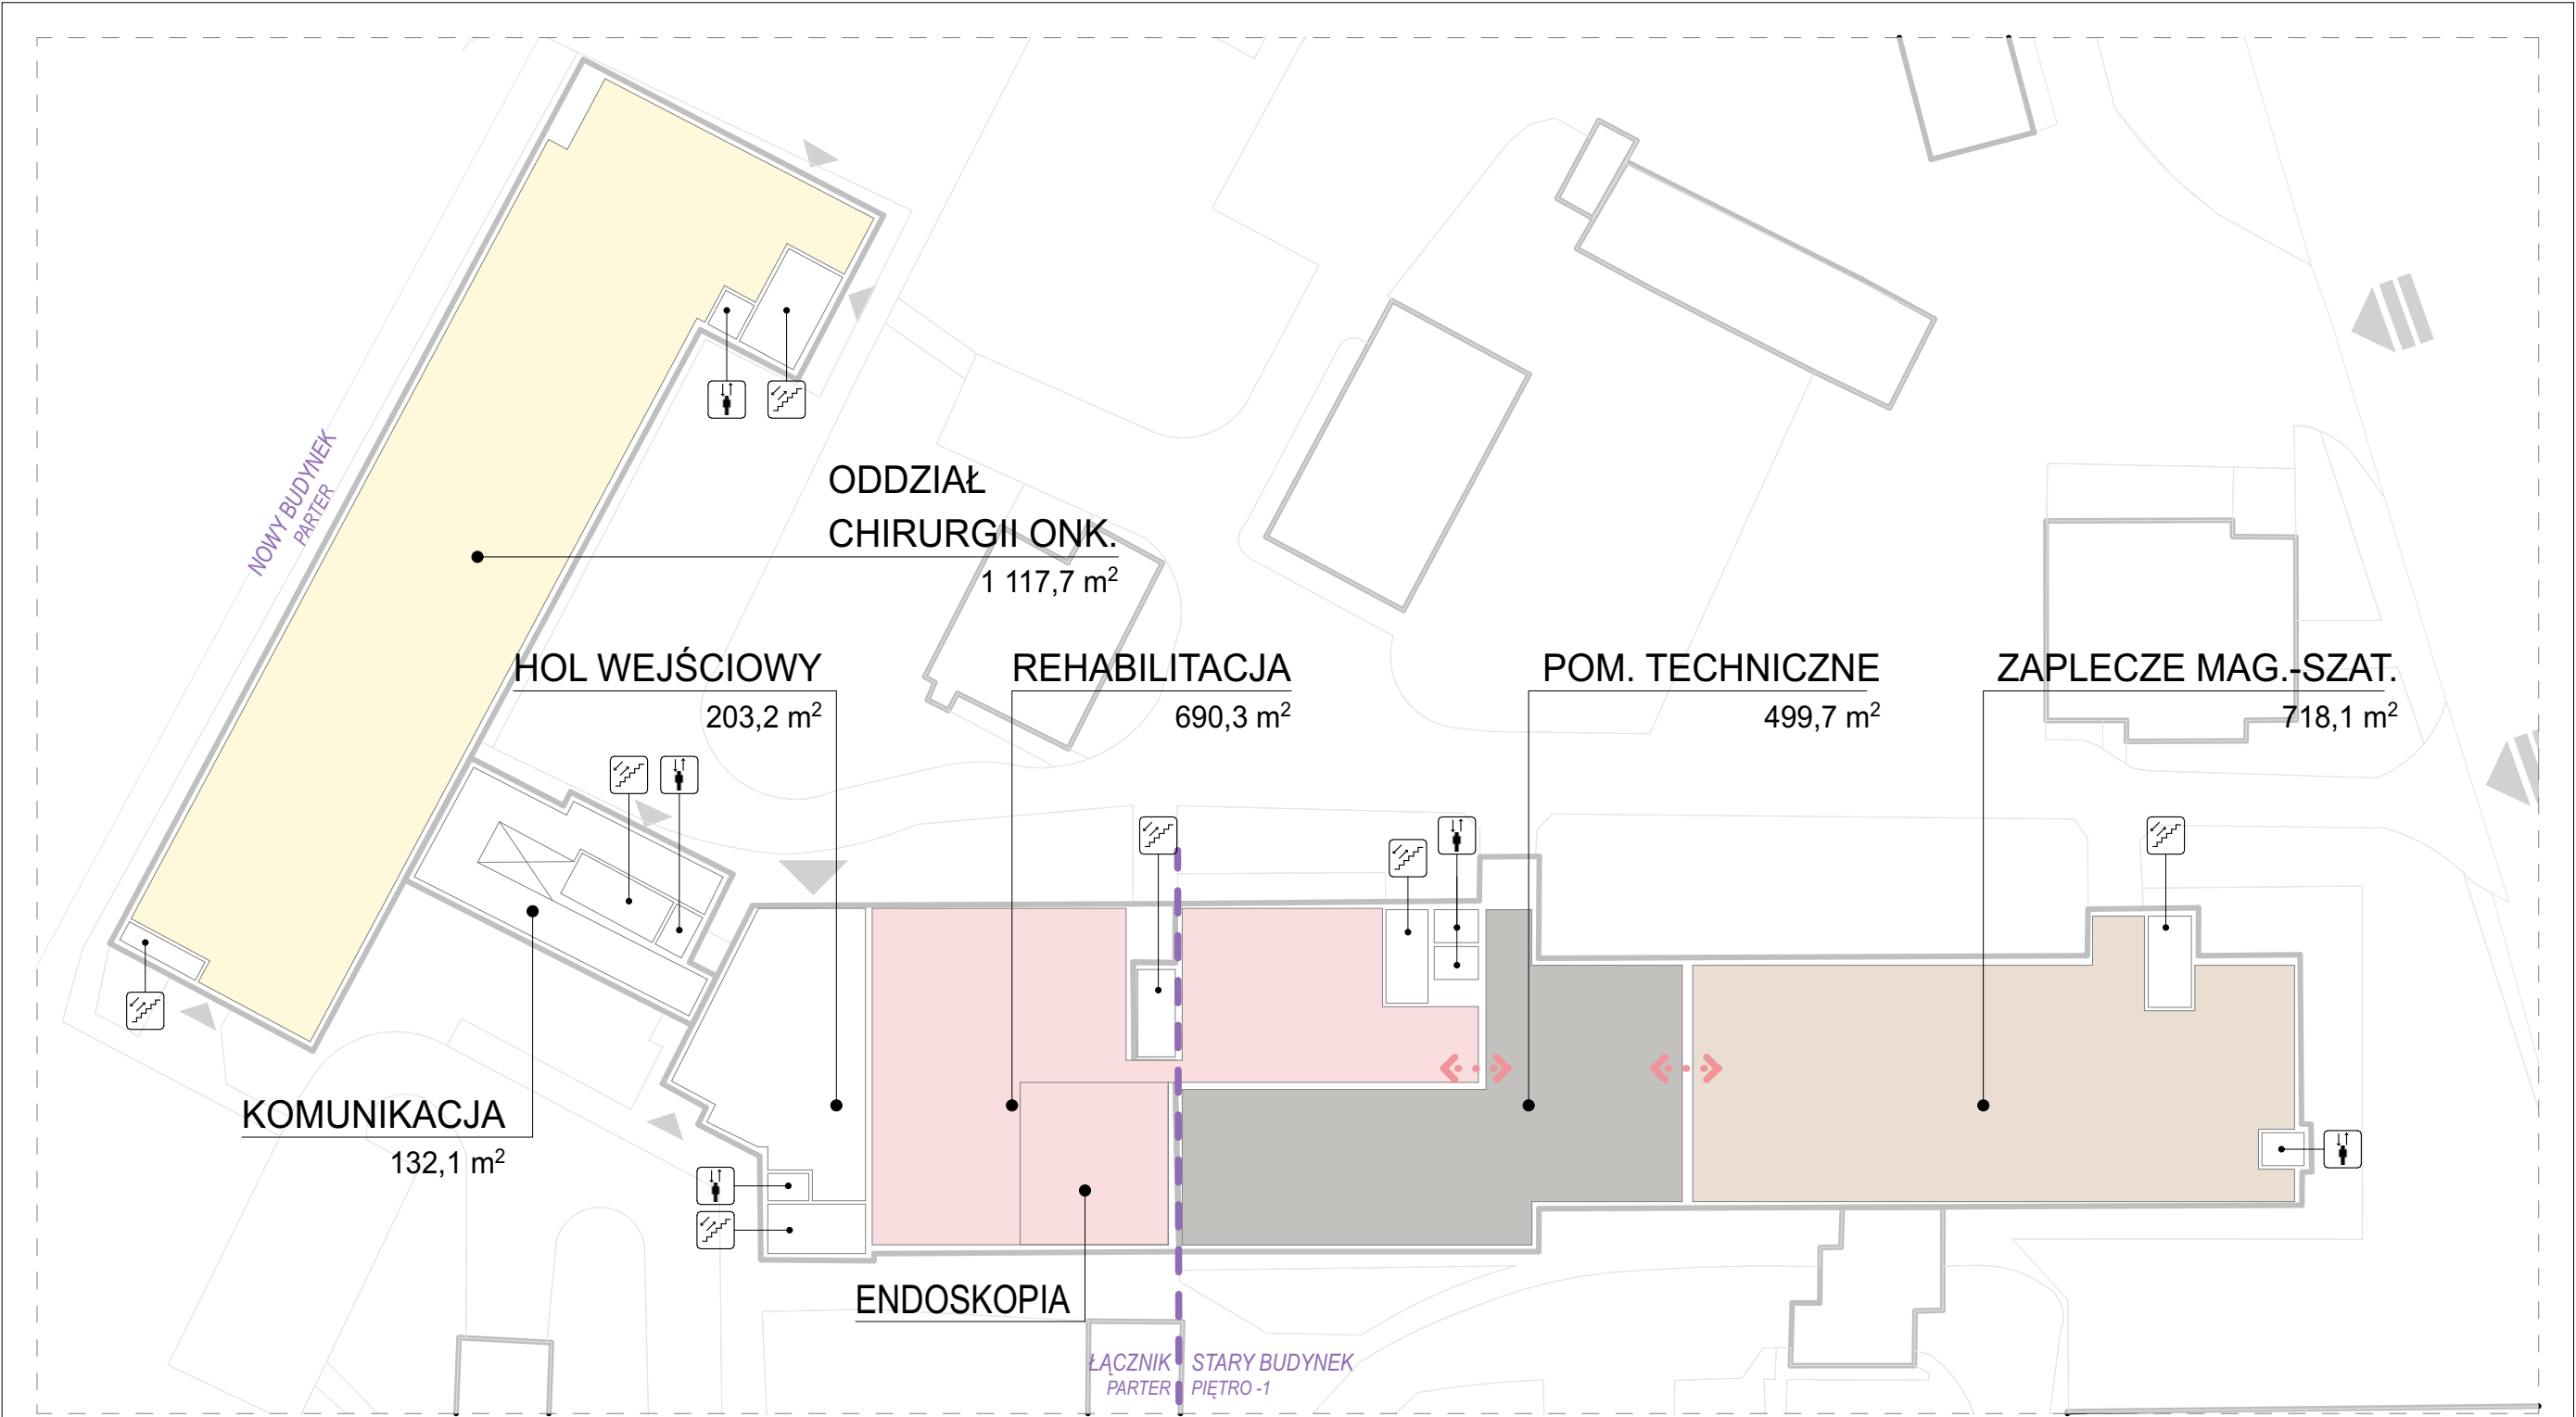 NOWY BUDYNEK
PARTER
ODDZIAŁ
CHIRURGII ONK.
1 117,7 m²
HOL WEJŚCIOWY
203,2 m²
REHABILITACJA
690,3 m²
POM. TECHNICZNE
499,7 m²
ZAPLECZE MAG.-SZAT.
718,1 m²
KOMUNIKACJA
132,1 m²
ENDOSKOPIA
ŁĄCZNIK
PARTER
STARY BUDYNEK
PIĘTRO -1